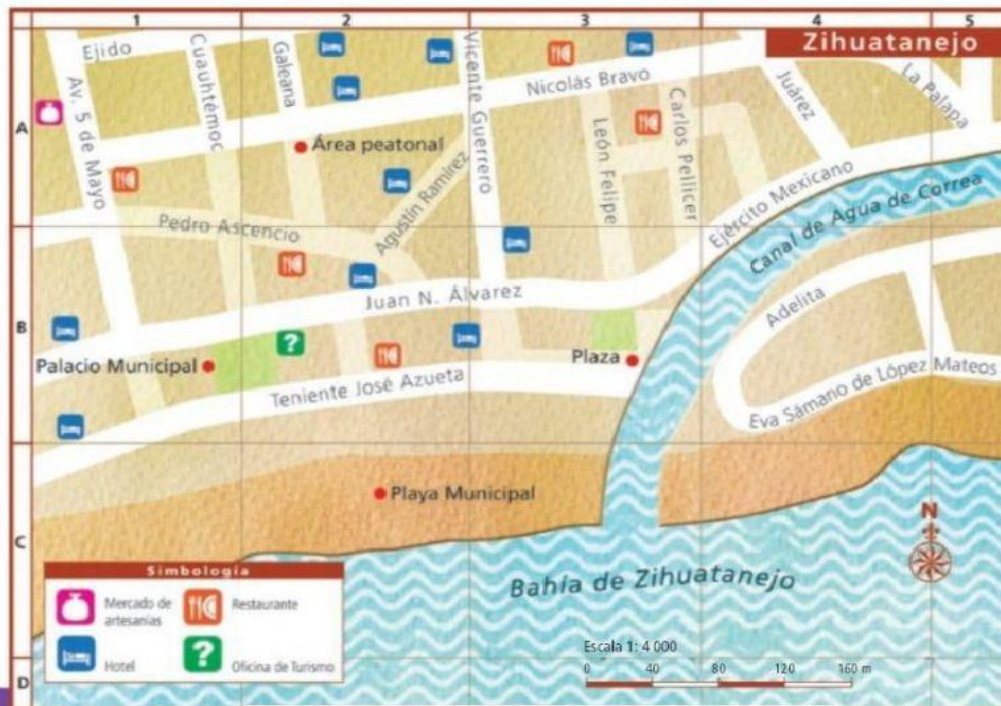 1 2 3 4 5
Zihuatanejo
Ejido
Cuauhtémoc
Galeana
Vicente Guerrero
Nicolás Bravo
Juárez
La Palapa
Av. 5 de Mayo
A
Área peatonal
Agustín Ramírez
León Felipe
Carlos Pellicer
Ejército Mexicano
Canal de Agua de Correa
Pedro Ascencio
Juan N. Álvarez
Adelita
B
?
Palacio Municipal
Plaza
Teniente José Azueta
Eva Sámano de López Mateos
Playa Municipal
N
C
Bahía de Zihuatanejo
Simbología
Mercado de
artesanías
Restaurante
Hotel
?
Oficina de Turismo
Escala 1: 4 000
0 40 80 120 160 m
D